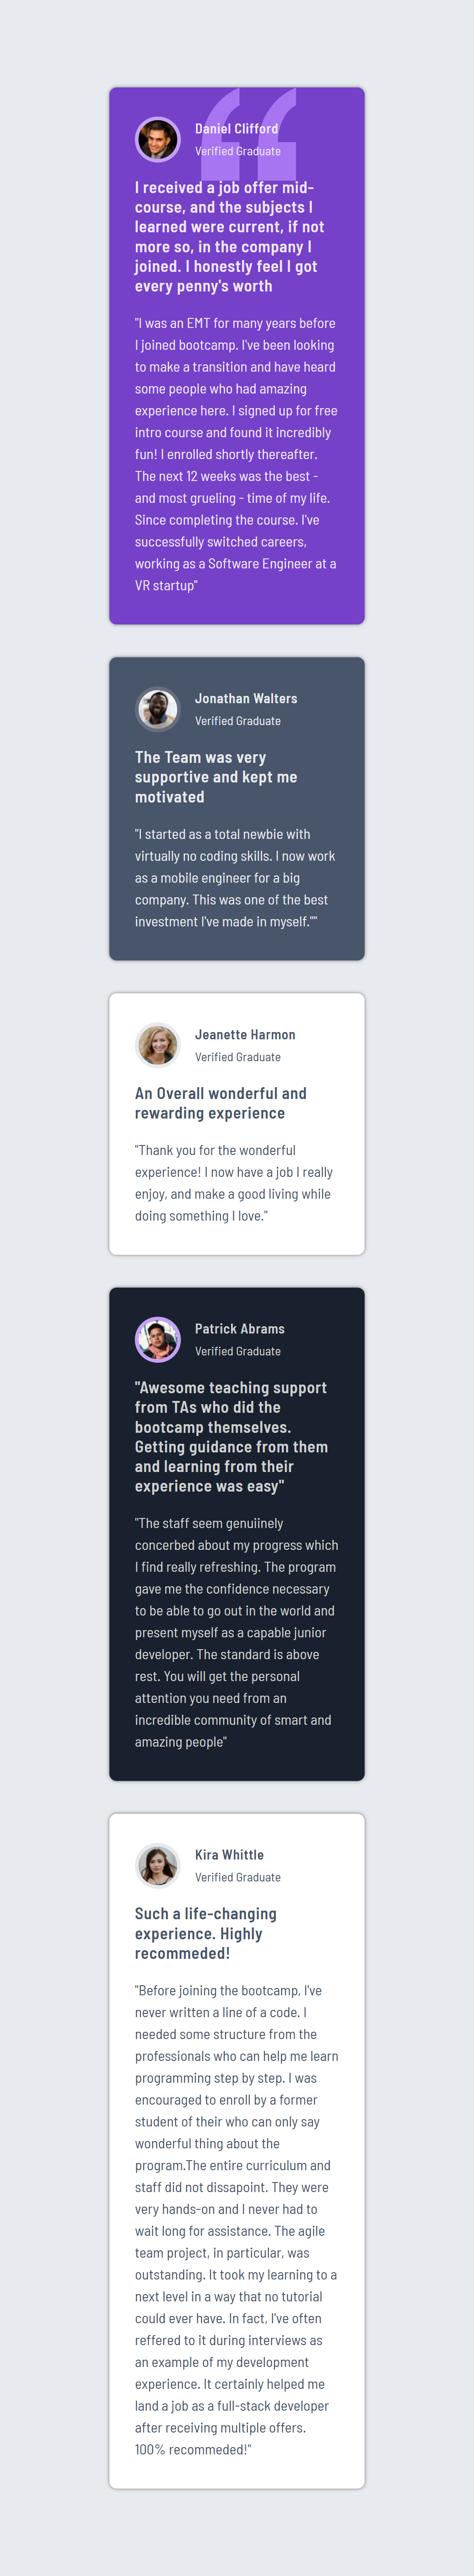 Daniel Clifford
Verified Graduate
I received a job offer mid-
course, and the subjects I
learned were current, if not
more so, in the company I
joined. I honestly feel I got
every penny's worth
"I was an EMT for many years before
I joined bootcamp. I've been looking
to make a transition and have heard
some people who had amazing
experience here. I signed up for free
intro course and found it incredibly
fun! I enrolled shortly thereafter.
The next 12 weeks was the best -
and most grueling - time of my life.
Since completing the course. I've
successfully switched careers,
working as a Software Engineer at a
VR startup"
Jonathan Walters
Verified Graduate
The Team was very
supportive and kept me
motivated
"I started as a total newbie with
virtually no coding skills. I now work
as a mobile engineer for a big
company. This was one of the best
investment I've made in myself.""
Jeanette Harmon
Verified Graduate
An Overall wonderful and
rewarding experience
"Thank you for the wonderful
experience! I now have a job I really
enjoy, and make a good living while
doing something I love."
Patrick Abrams
Verified Graduate
"Awesome teaching support
from TAs who did the
bootcamp themselves.
Getting guidance from them
and learning from their
experience was easy"
"The staff seem genuiinely
concerbed about my progress which
I find really refreshing. The program
gave me the confidence necessary
to be able to go out in the world and
present myself as a capable junior
developer. The standard is above
rest. You will get the personal
attention you need from an
incredible community of smart and
amazing people"
Kira Whittle
Verified Graduate
Such a life-changing
experience. Highly
recommeded!
"Before joining the bootcamp, I've
never written a line of a code. I
needed some structure from the
professionals who can help me learn
programming step by step. I was
encouraged to enroll by a former
student of their who can only say
wonderful thing about the
program.The entire curriculum and
staff did not dissapoint. They were
very hands-on and I never had to
wait long for assistance. The agile
team project, in particular, was
outstanding. It took my learning to a
next level in a way that no tutorial
could ever have. In fact, I've often
reffered to it during interviews as
an example of my development
experience. It certainly helped me
land a job as a full-stack developer
after receiving multiple offers.
100% recommeded!"